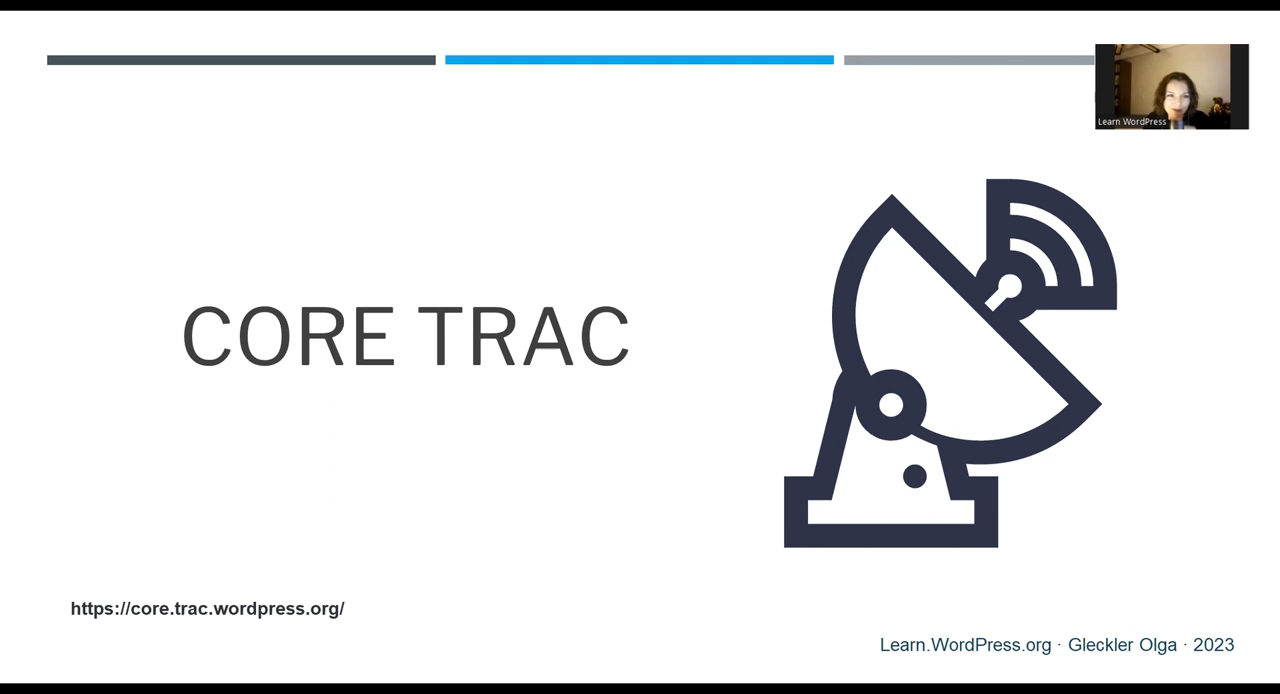 Learn WordPress
CORE TRAC
https://core.trac.wordpress.org/
Learn.WordPress.org · Gleckler Olga · 2023